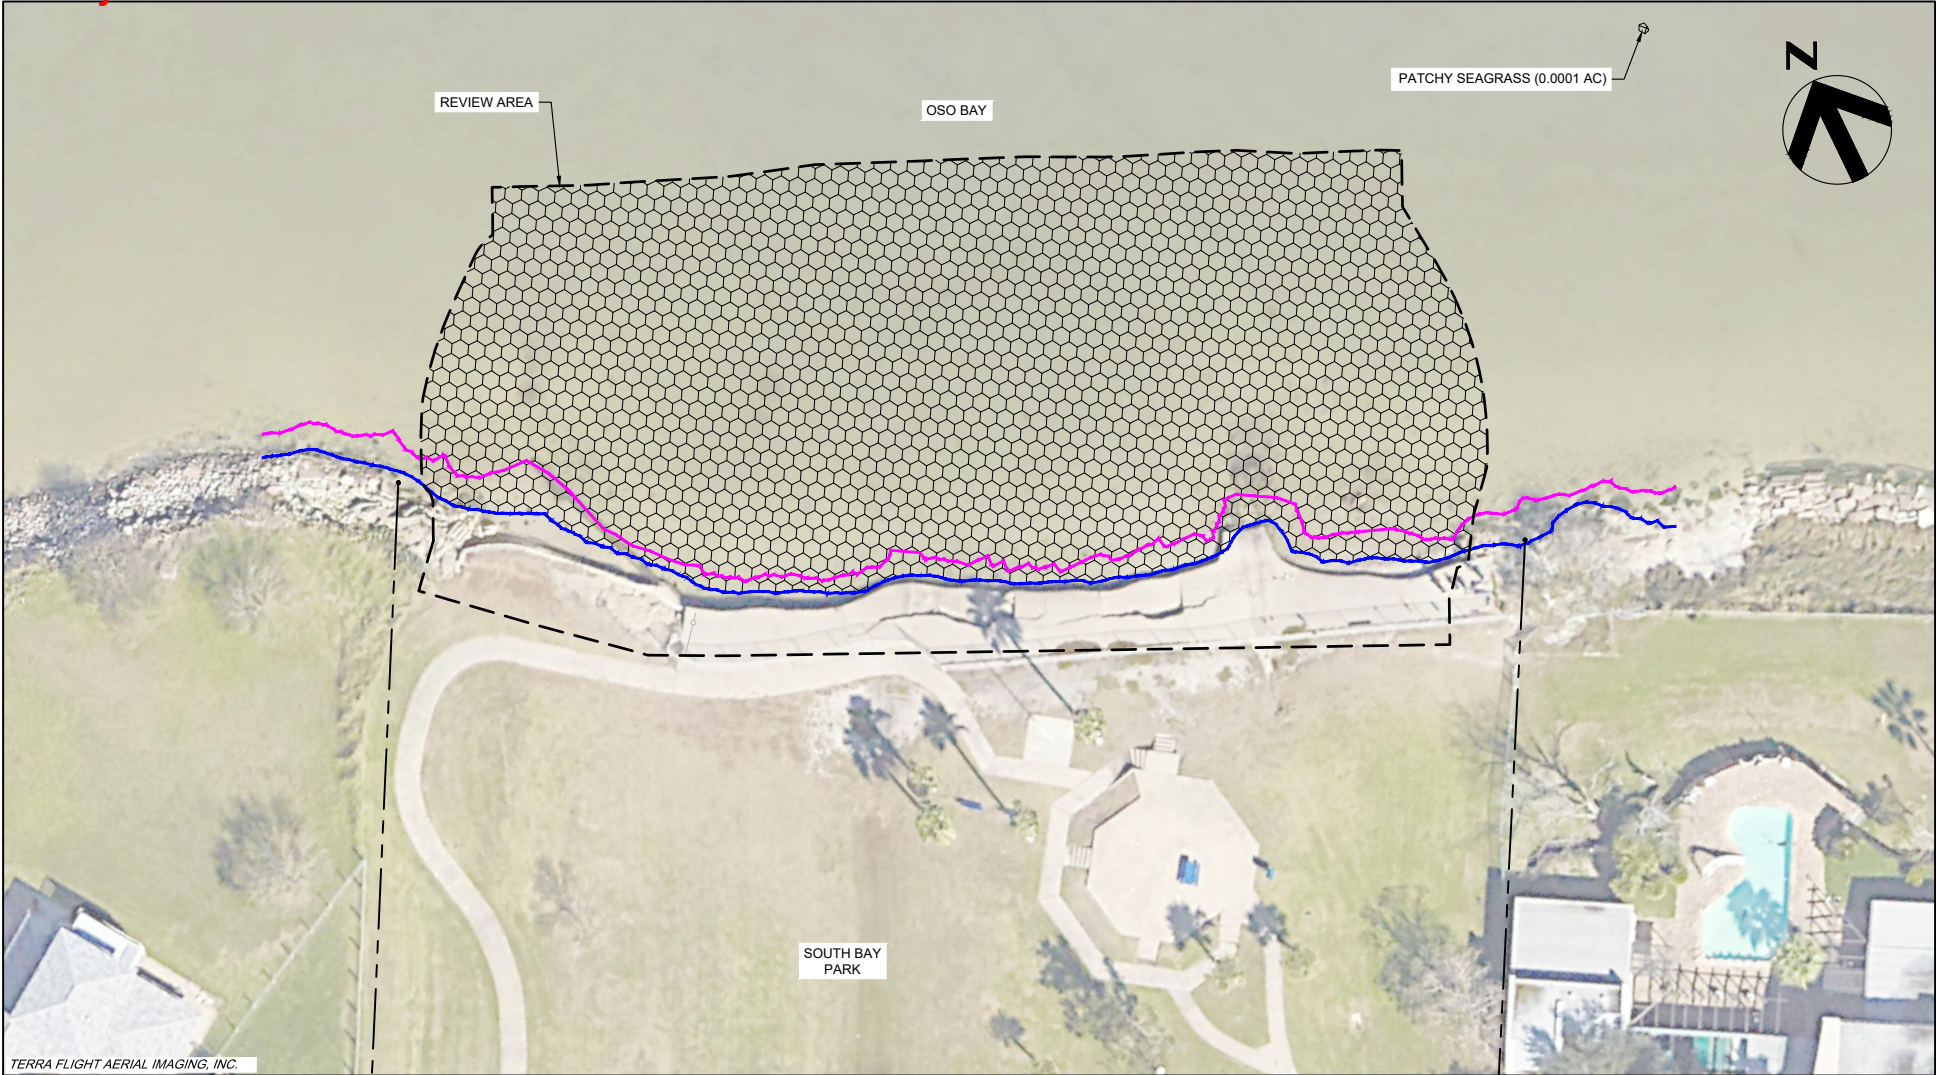 PATCHY SEAGRASS (0.0001 AC)
REVIEW AREA
OSO BAY
N
SOUTH BAY
PARK
TERRA FLIGHT AERIAL IMAGING, INC.